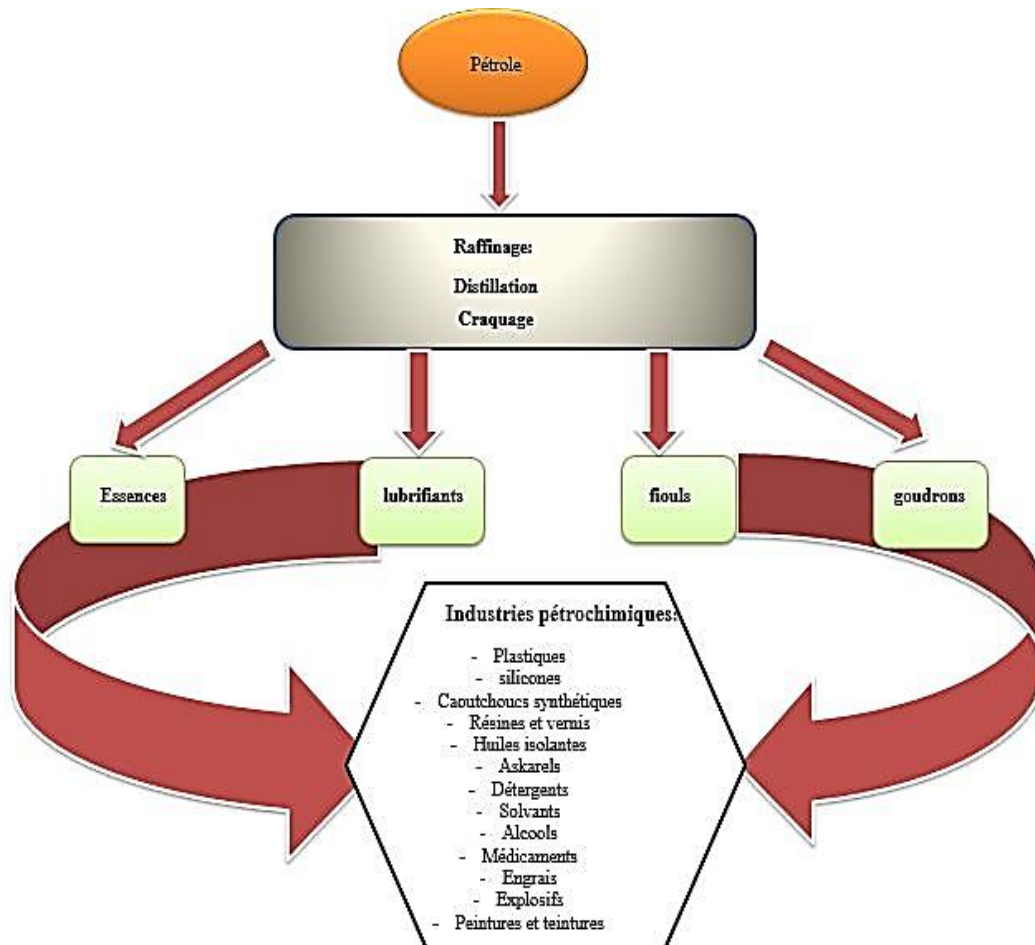 Pétrole
Raffinage:
Distillation
Craquage
Essences
lubrifiants
fiouls
goudrons
Industries pétrochimiques:
- Plastiques
- silicones
- Caoutchoucs synthétiques
- Résines et vernis
- Huiles isolantes
- Askarels
- Détergents
- Solvants
- Alcools
- Médicaments
- Engrais
- Explosifs
- Peintures et teintures